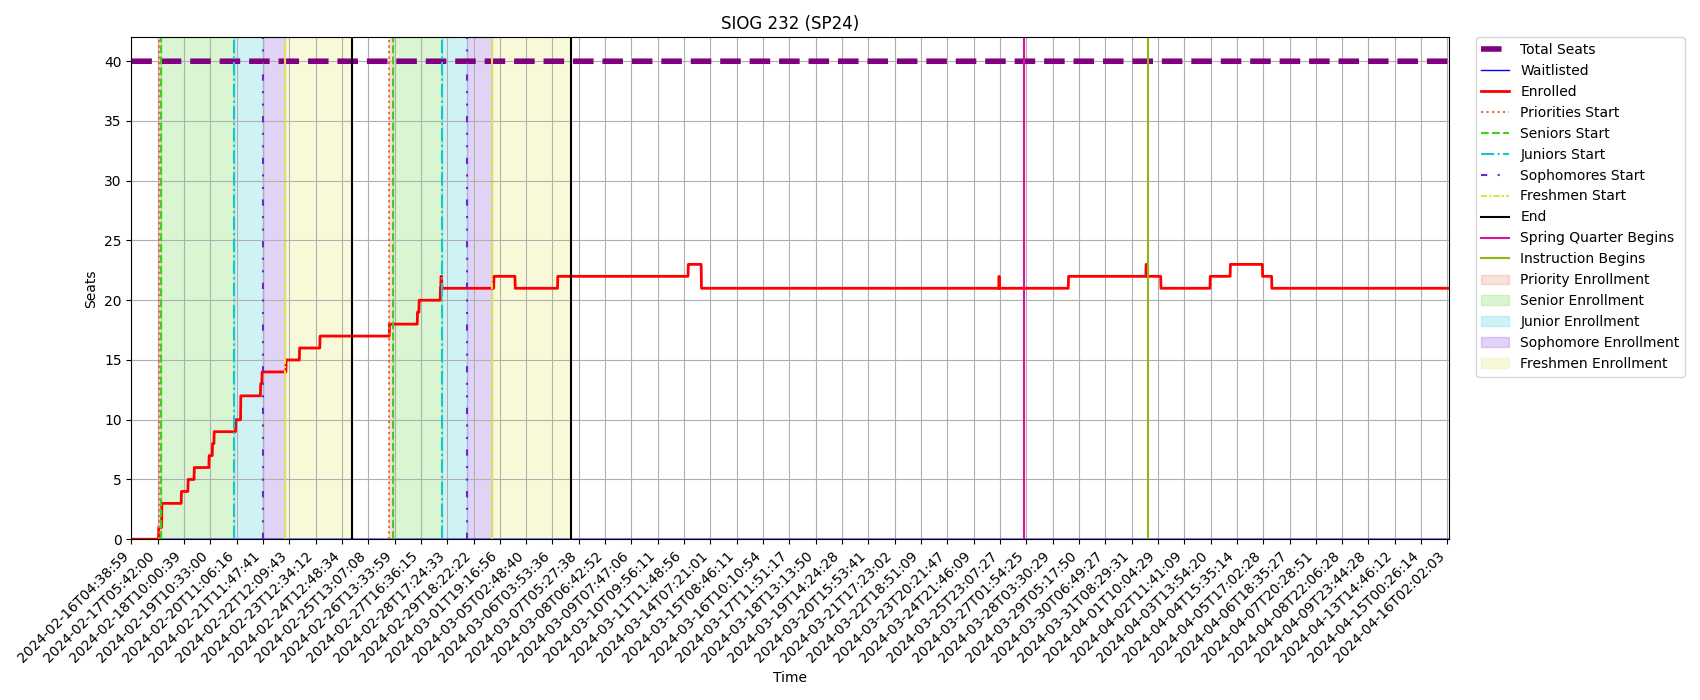 SIOG 232 (SP24)
Seats
40
35
30
25
20
15
10
5
0
2024-02-16T04:38:59
2024-02-17T05:42:00
2024-02-18T10:00:39
2024-02-19T10:33:00
2024-02-20T11:06:16
2024-02-21T11:47:41
2024-02-22T12:09:43
2024-02-23T12:34:12
2024-02-24T12:48:34
2024-02-25T13:07:08
2024-02-26T13:33:59
2024-02-27T16:36:15
2024-02-28T17:24:33
2024-02-29T18:22:22
2024-03-01T19:16:56
2024-03-05T02:48:40
2024-03-06T03:53:36
2024-03-07T05:27:38
2024-03-08T06:42:52
2024-03-09T07:47:06
2024-03-10T09:56:11
2024-03-11T11:48:56
2024-03-14T07:21:01
2024-03-15T08:46:11
2024-03-16T10:10:54
2024-03-17T11:51:17
2024-03-18T13:13:50
2024-03-19T14:24:28
2024-03-20T15:53:41
2024-03-21T17:23:02
2024-03-22T18:51:09
2024-03-23T20:21:47
2024-03-24T21:46:09
2024-03-25T23:07:27
2024-03-27T01:54:25
2024-03-28T03:30:29
2024-03-29T05:17:50
2024-03-30T06:49:27
2024-03-31T08:29:31
2024-04-01T10:04:29
2024-04-02T11:41:09
2024-04-03T13:54:20
2024-04-04T15:35:14
2024-04-05T17:02:28
2024-04-06T18:35:27
2024-04-07T20:28:51
2024-04-08T22:06:28
2024-04-09T23:44:28
2024-04-13T14:46:12
2024-04-15T00:26:14
2024-04-16T02:02:03
Time
Total Seats
Waitlisted
Enrolled
Priorities Start
Seniors Start
Juniors Start
Sophomores Start
Freshmen Start
End
Spring Quarter Begins
Instruction Begins
Priority Enrollment
Senior Enrollment
Junior Enrollment
Sophomore Enrollment
Freshmen Enrollment